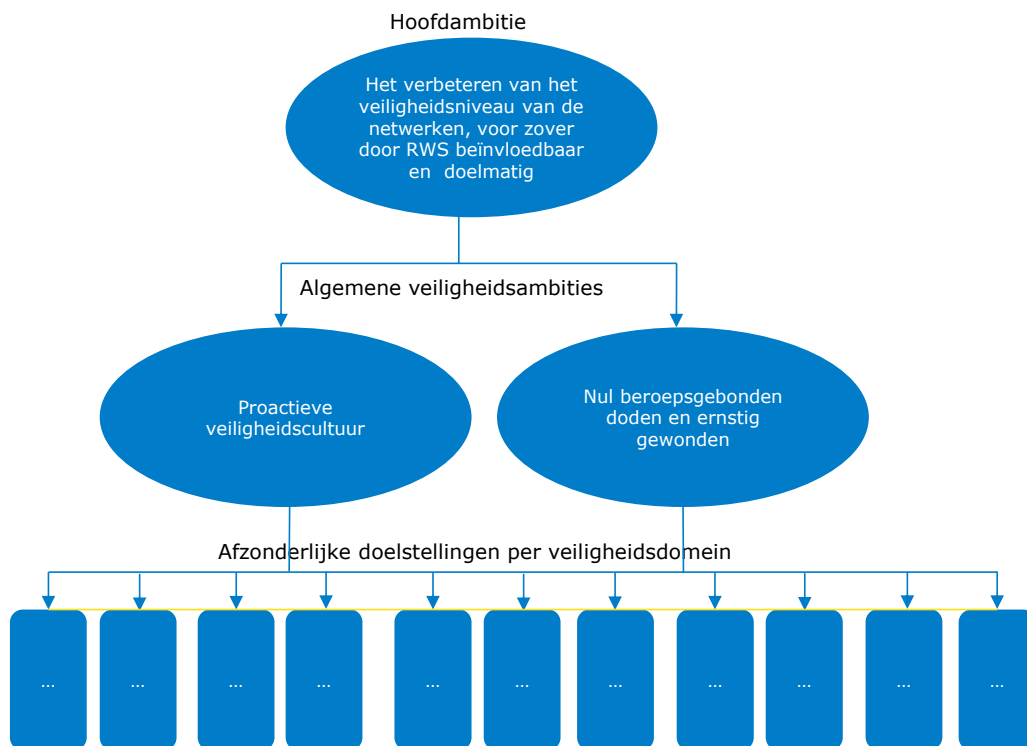 Hoofdambitie
Het verbeteren van het
veiligheidsniveau van de
netwerken, voor zover
door RWS beïnvloedbaar
en  doelmatig
Algemene veiligheidsambities
Proactieve
veiligheidscultuur
Nul beroepsgebonden
doden en ernstig
gewonden
Afzonderlijke doelstellingen per veiligheidsdomein
... ... ... ... ... ... ... ... ... ... ...